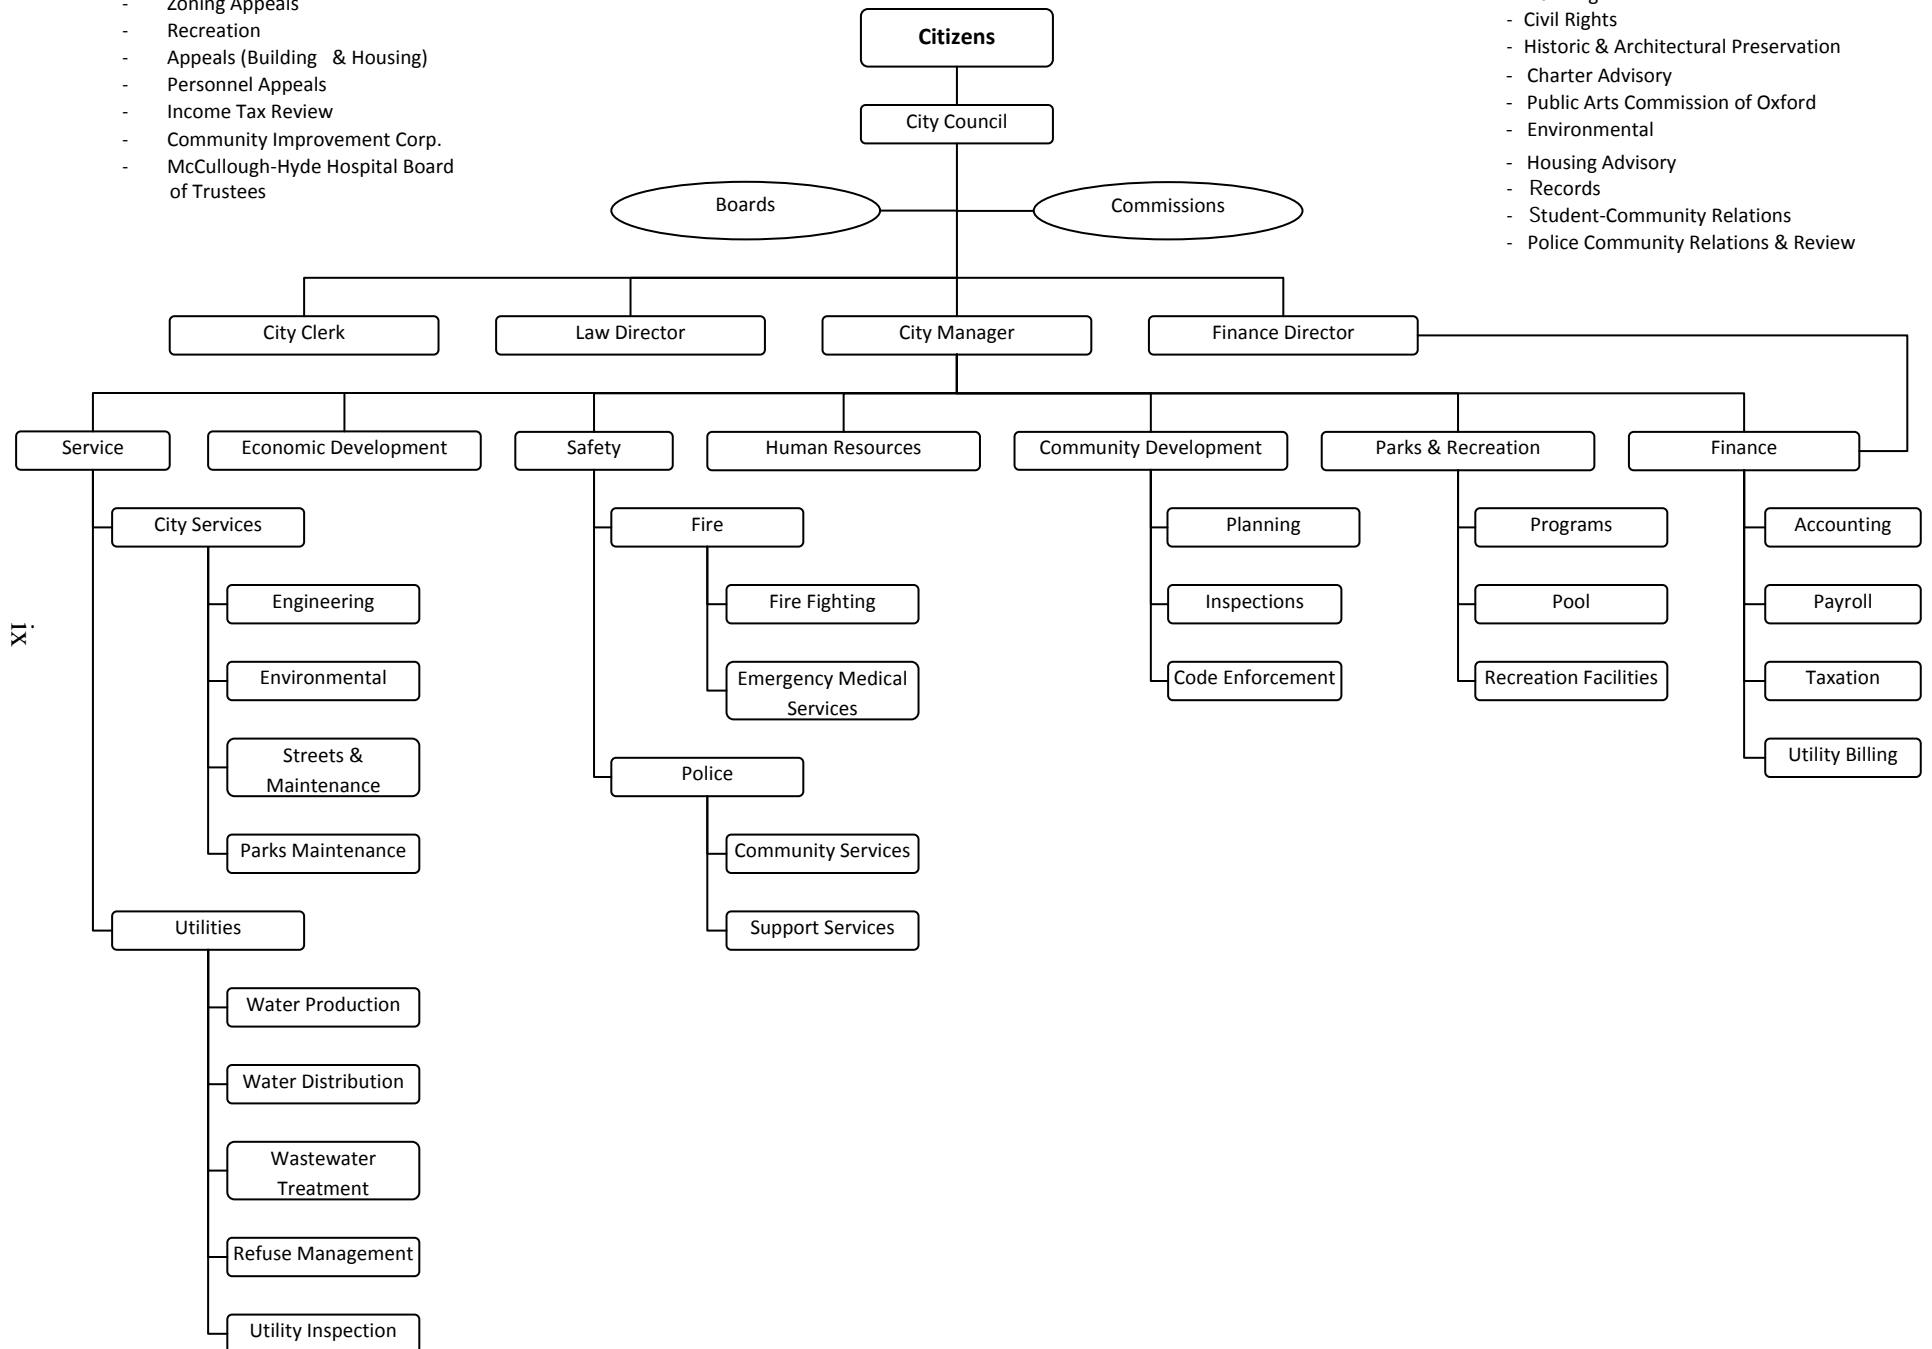 - Zoning Appeals
- Recreation
- Appeals (Building & Housing)
- Personnel Appeals
- Income Tax Review
- Community Improvement Corp.
- McCullough-Hyde Hospital Board
of Trustees
- Civil Rights
- Historic & Architectural Preservation
- Charter Advisory
- Public Arts Commission of Oxford
- Environmental
- Housing Advisory
- Records
- Student-Community Relations
- Police Community Relations & Review
Citizens
City Council
Boards
Commissions
City Clerk
Law Director
City Manager
Finance Director
Service
Economic Development
Safety
Human Resources
Community Development
Parks & Recreation
Finance
City Services
Engineering
Environmental
Streets &
Maintenance
Parks Maintenance
Utilities
Water Production
Water Distribution
Wastewater
Treatment
Refuse Management
Utility Inspection
Fire
Fire Fighting
Emergency Medical
Services
Police
Community Services
Support Services
Planning
Inspections
Code Enforcement
Programs
Pool
Recreation Facilities
Accounting
Payroll
Taxation
Utility Billing
ix